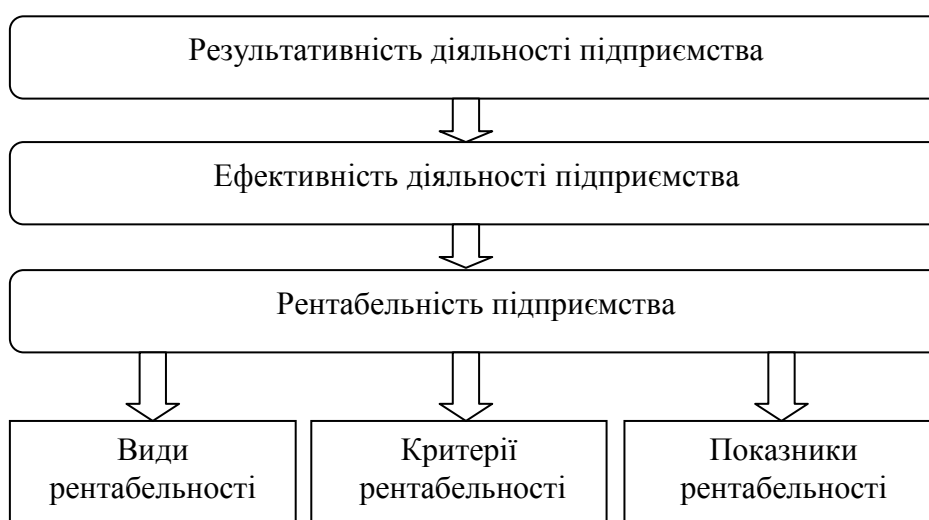 Результативність діяльності підприємства
Ефективність діяльності підприємства
Рентабельність підприємства
Види
рентабельності
Критерії
рентабельності
Показники
рентабельності